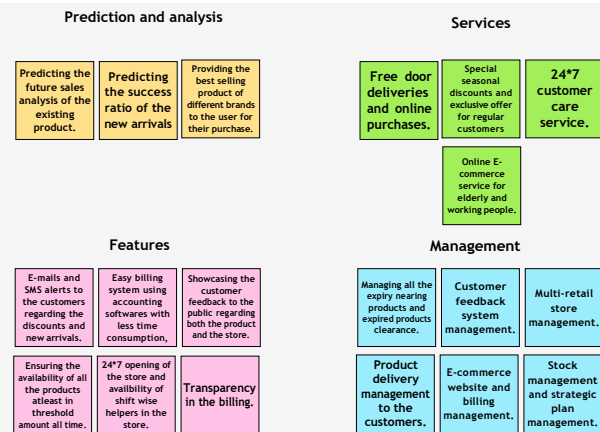 Prediction and analysis
Predicting the
future sales
analysis of the
existing
product.
Predicting
the success
ratio of the
new arrivals
Providing the
best selling
product of
different brands
to the user for
their purchase.
Services
Free door
deliveries
and online
purchases.
Special
seasonal
discounts and
exclusive offer
for regular
customers
24*7
customer
care
service.
Online E-
commerce
service for
elderly and
working people.
Features
E-mails and
SMS alerts to
the customers
regarding the
discounts and
new arrivals.
Easy billing
system using
accounting
softwares with
less time
consumption,
Showcasing the
customer
feedback to the
public regarding
both the product
and the store.
Ensuring the
availability of all
the products
atleast in
threshold
amount all time.
24*7 opening of
the store and
availbility of
shift wise
helpers in the
store.
Transparency
in the billing.
Management
Managing all the
expiry nearing
products and
expired products
clearance.
Customer
feedback
system
management.
Multi-retail
store
management.
Product
delivery
management
to the
customers.
E-commerce
website and
billing
management.
Stock
management
and strategic
plan
management.